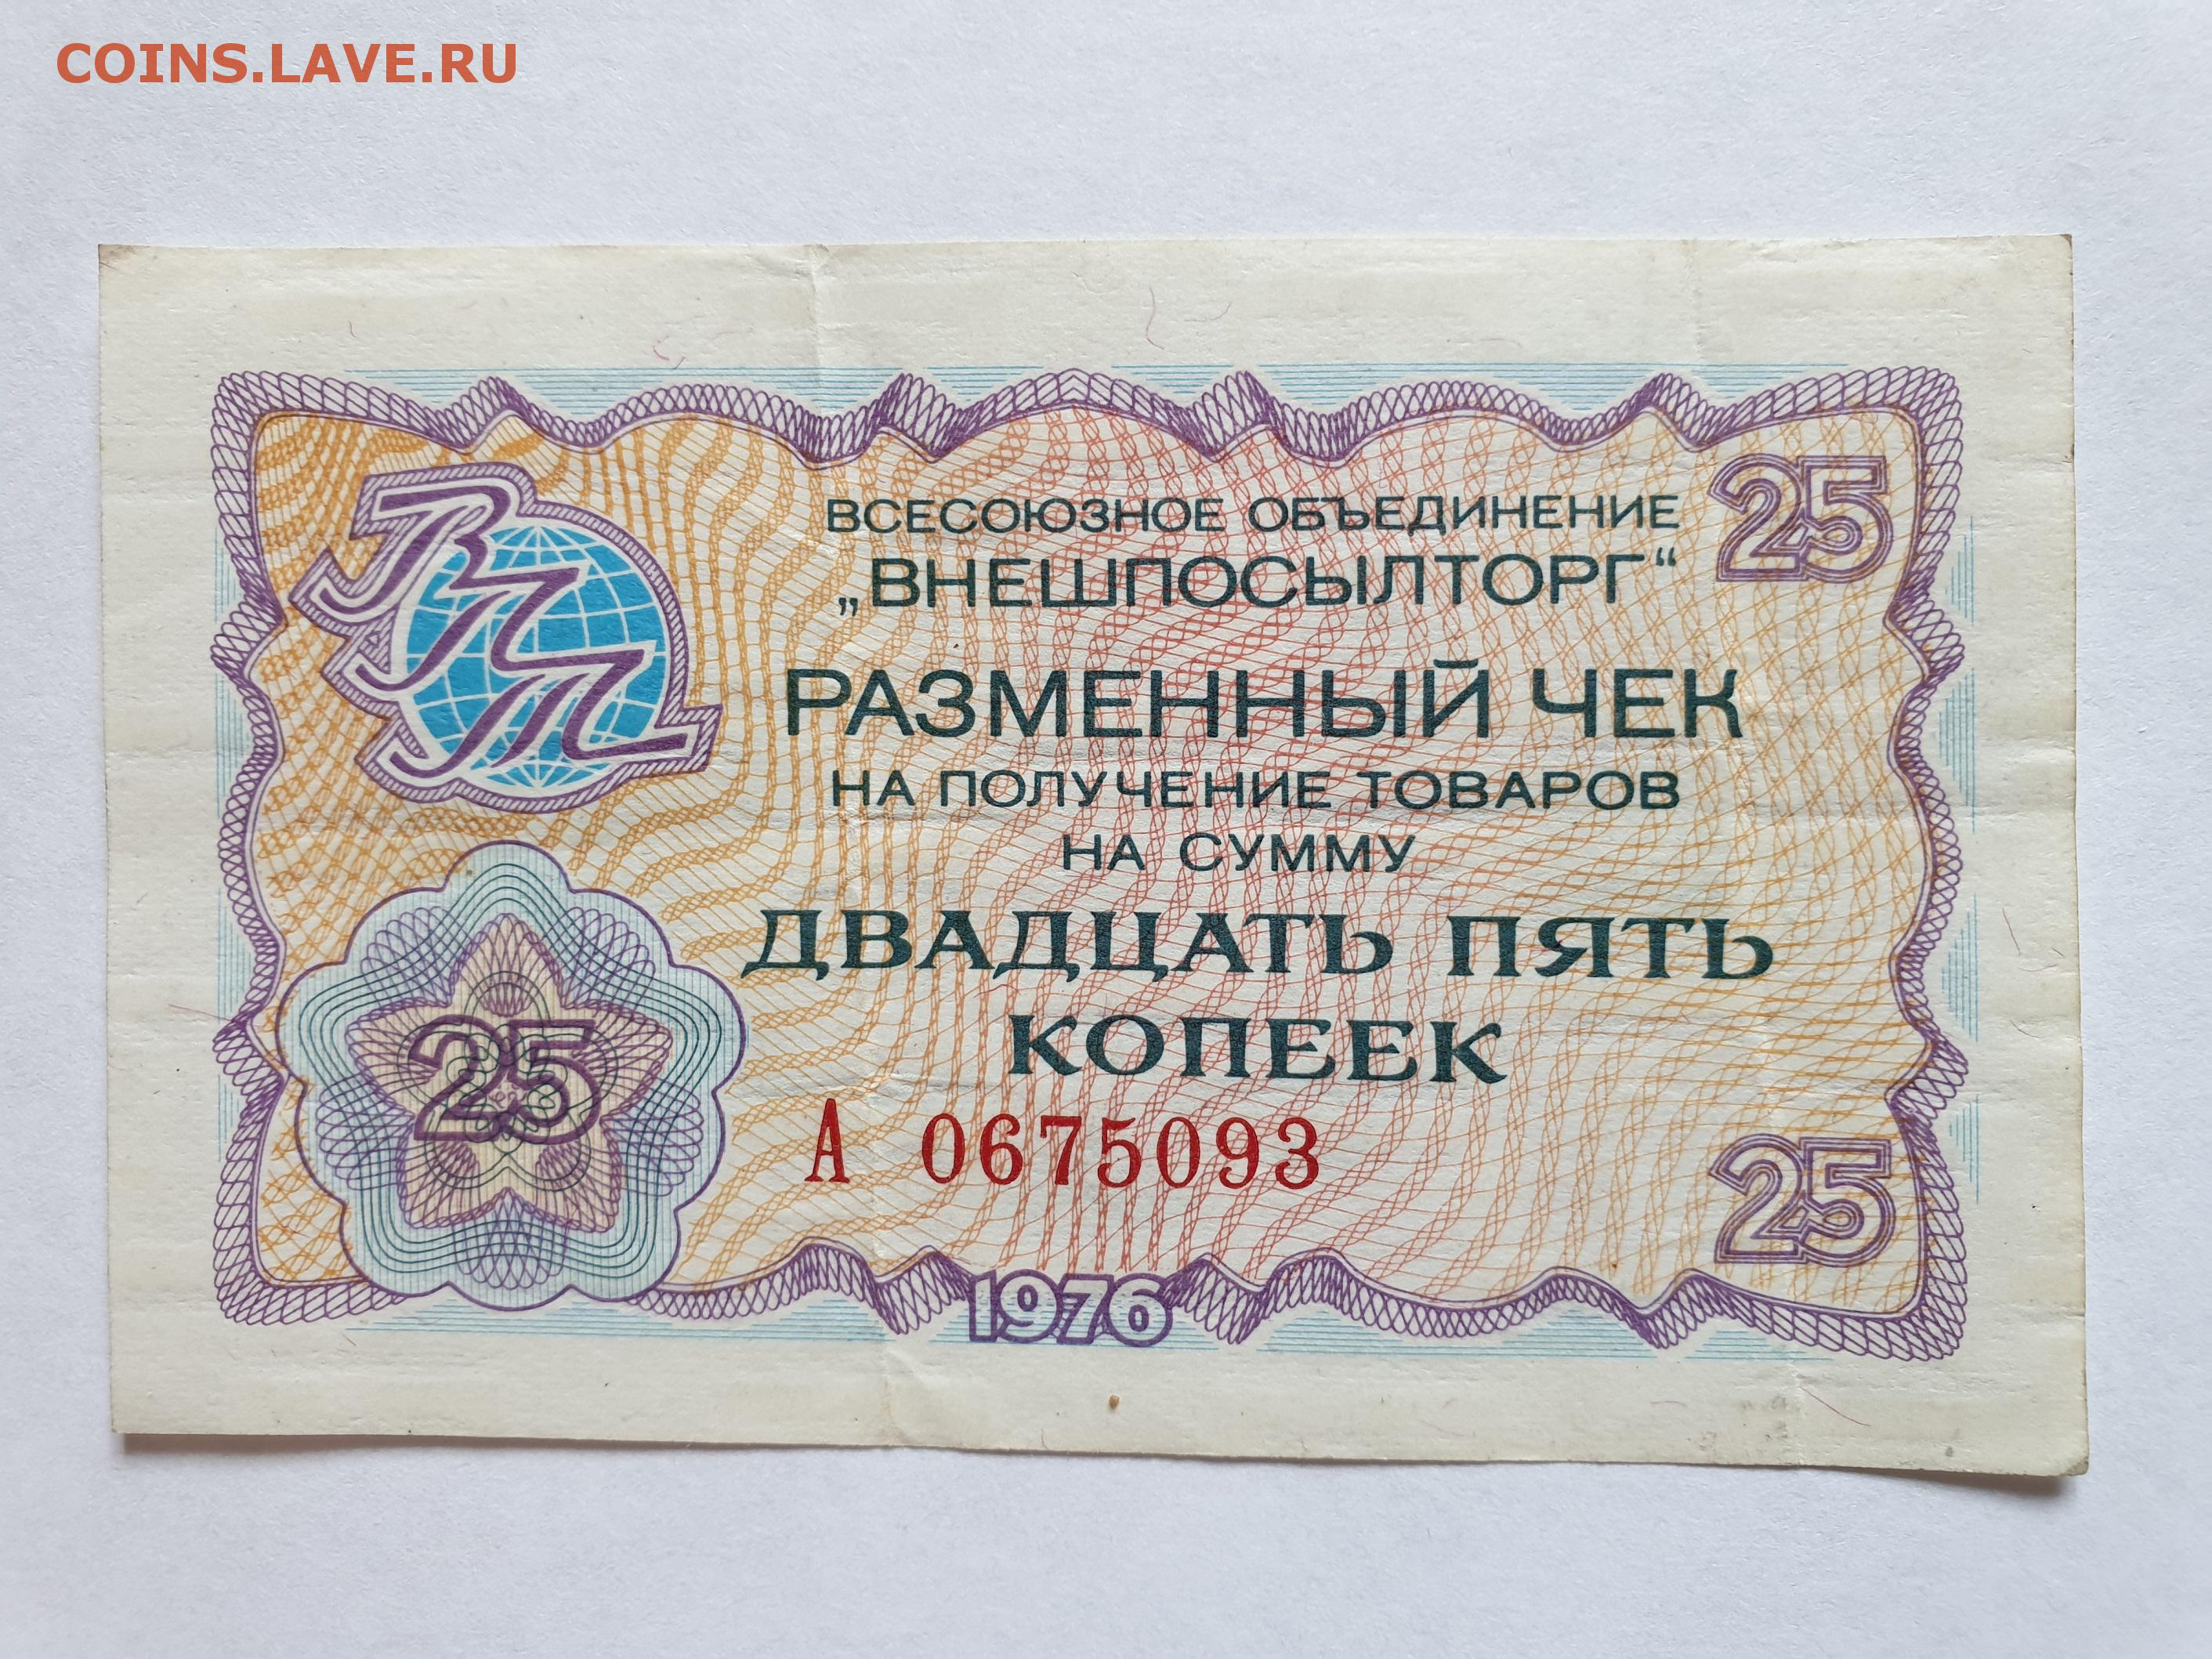 COINS.LAVE.RU
ВПТ
ВСЕСОЮЗНОЕ ОБЪЕДИНЕНИЕ
„ВНЕШПОСЫЛТОРГ“
25
РАЗМЕННЫЙ ЧЕК
НА ПОЛУЧЕНИЕ ТОВАРОВ
НА СУММУ
ДВАДЦАТЬ ПЯТЬ
КОПЕЕК
25
А 0675093
25
1976